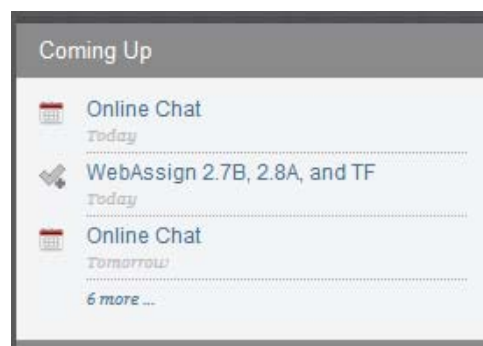 Coming Up
Online Chat
Today
WebAssign 2.7B, 2.8A, and TF
Today
Online Chat
Tomorrow
6 more ...